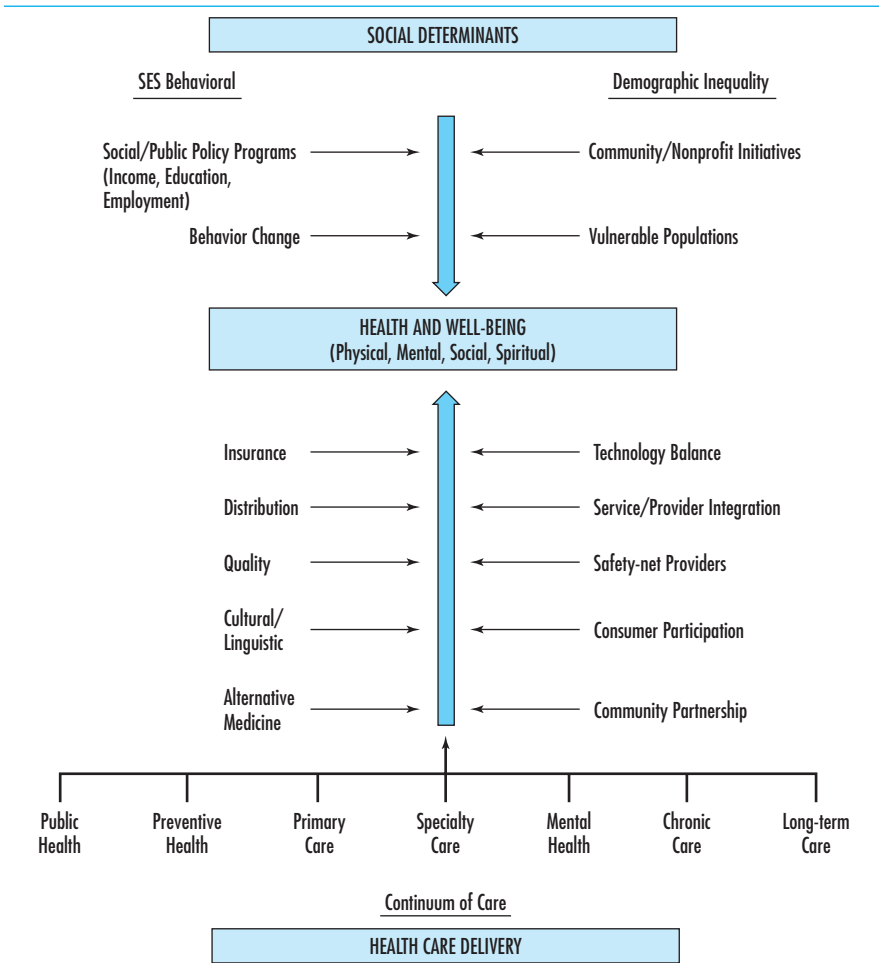 SOCIAL DETERMINANTS
SES Behavioral
Demographic Inequality
Social/Public Policy Programs
(Income, Education,
Employment)
Community/Nonprofit Initiatives
Behavior Change
Vulnerable Populations
HEALTH AND WELL-BEING
(Physical, Mental, Social, Spiritual)
Insurance
Technology Balance
Distribution
Service/Provider Integration
Quality
Safety-net Providers
Cultural/
Linguistic
Consumer Participation
Alternative
Medicine
Community Partnership
Public
Health
Preventive
Health
Primary
Care
Specialty
Care
Mental
Health
Chronic
Care
Long-term
Care
Continuum of Care
HEALTH CARE DELIVERY